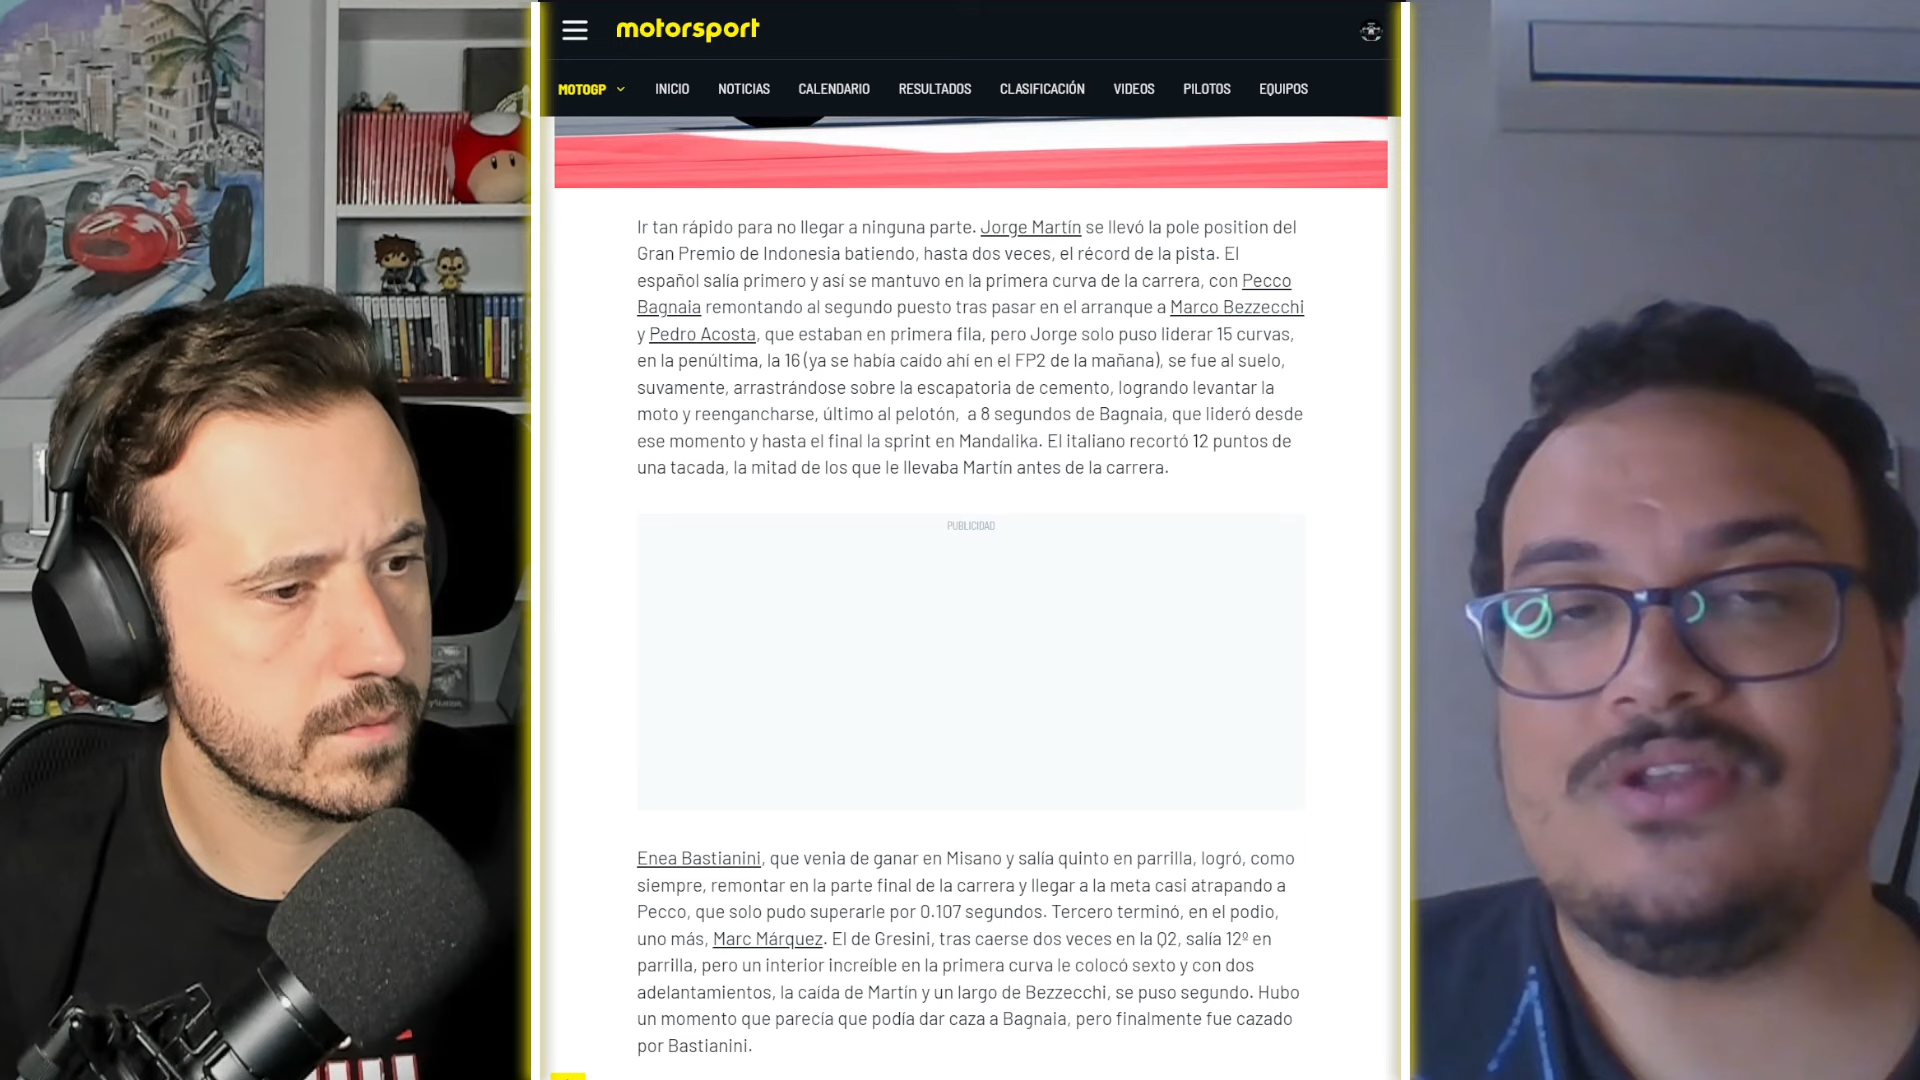 motorsport
MOTOGP INICIO NOTICIAS CALENDARIO RESULTADOS CLASIFICACIÓN VIDEOS PILOTOS EQUIPOS
Ir tan rápido para no llegar a ninguna parte. Jorge Martín se llevó la pole position del
Gran Premio de Indonesia batiendo, hasta dos veces, el récord de la pista. El
español salía primero y así se mantuvo en la primera curva de la carrera, con Pecco
Bagnaia remontando al segundo puesto tras pasar en el arranque a Marco Bezzecchi
y Pedro Acosta, que estaban en primera fila, pero Jorge solo puso liderar 15 curvas,
en la penúltima, la 16 (ya se había caído ahí en el FP2 de la mañana), se fue al suelo,
suvamente, arrastrándose sobre la escapatoria de cemento, logrando levantar la
moto y reengancharse, último al pelotón, a 8 segundos de Bagnaia, que lideró desde
ese momento y hasta el final la sprint en Mandalika. El italiano recortó 12 puntos de
una tacada, la mitad de los que le llevaba Martín antes de la carrera.
PUBLICIDAD
Enea Bastianini, que venia de ganar en Misano y salía quinto en parrilla, logró, como
siempre, remontar en la parte final de la carrera y llegar a la meta casi atrapando a
Pecco, que solo pudo superarle por 0.107 segundos. Tercero terminó, en el podio,
uno más, Marc Márquez. El de Gresini, tras caerse dos veces en la Q2, salía 12º en
parrilla, pero un interior increíble en la primera curva le colocó sexto y con dos
adelantamientos, la caída de Martín y un largo de Bezzecchi, se puso segundo. Hubo
un momento que parecía que podía dar caza a Bagnaia, pero finalmente fue cazado
por Bastianini.